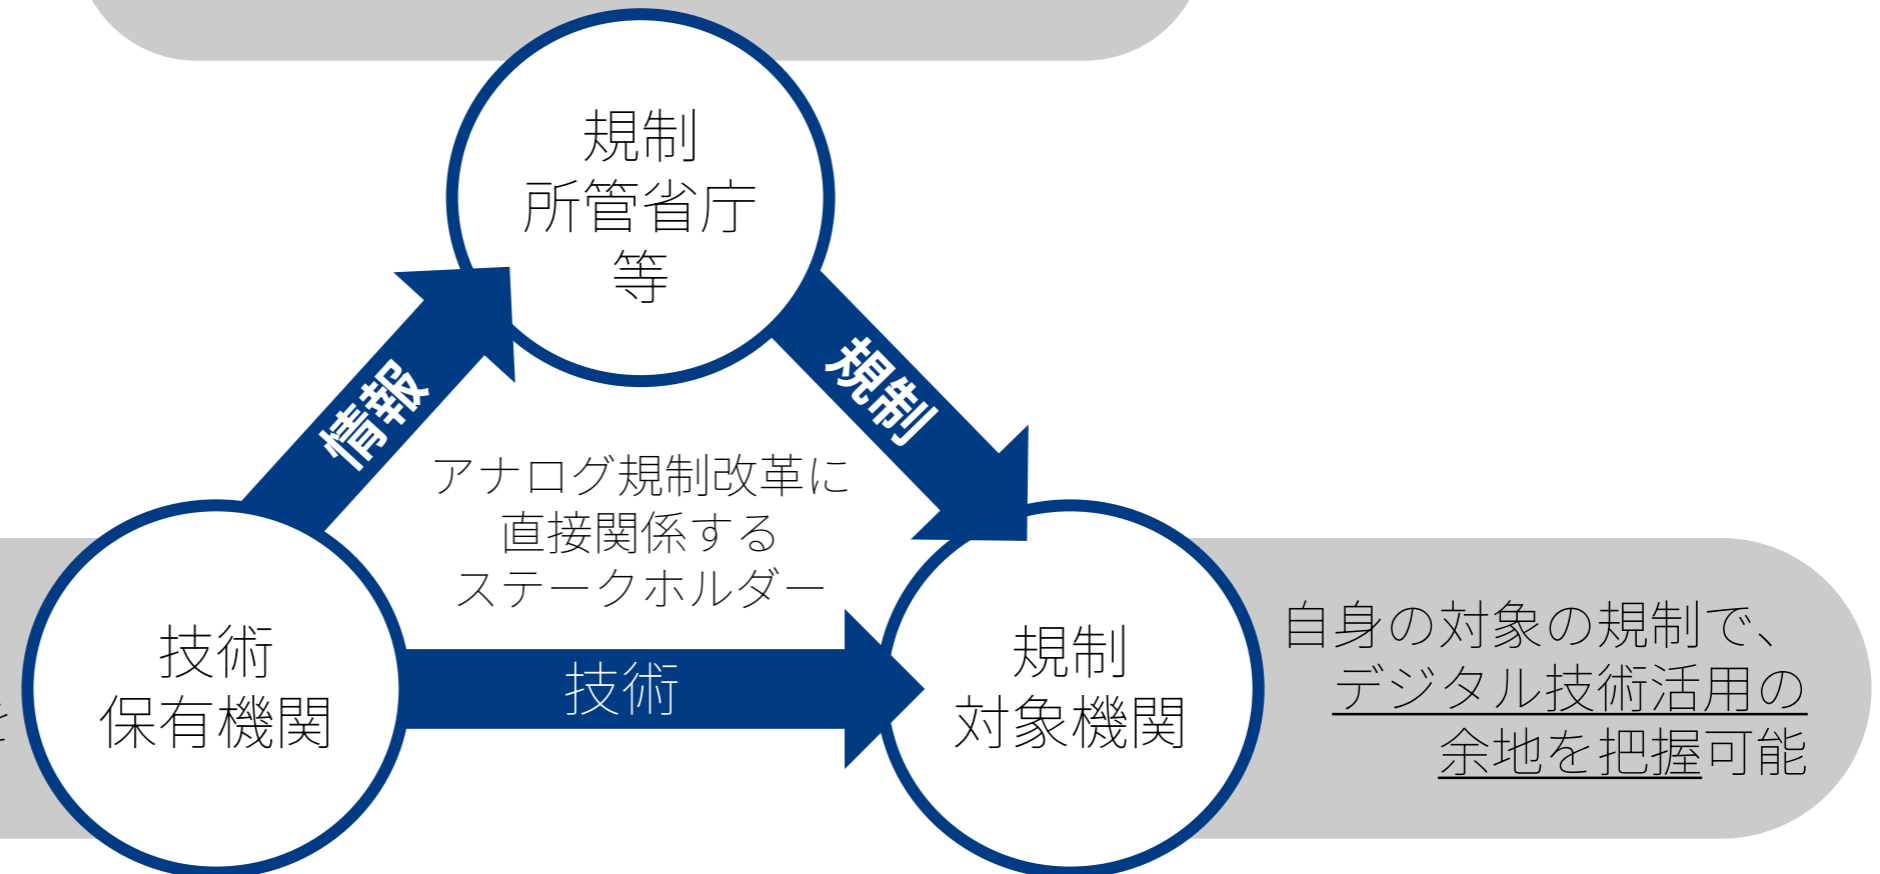 規制
所管省庁
等
情報
規制
アナログ規制改革に
直接関係する
ステークホルダー
技術
保有機関
技術
規制
対象機関
自身の対象の規制で、
デジタル技術活用の
余地を把握可能